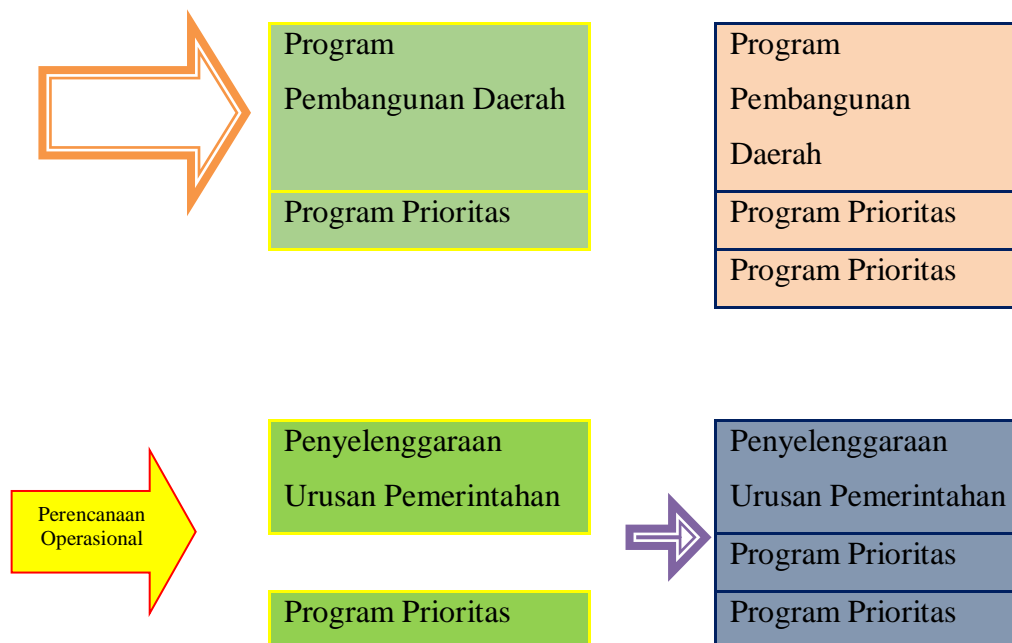 Program
Pembangunan Daerah
Program Prioritas
Program
Pembangunan
Daerah
Program Prioritas
Program Prioritas
Perencanaan
Operasional
Penyelenggaraan
Urusan Pemerintahan
Program Prioritas
Penyelenggaraan
Urusan Pemerintahan
Program Prioritas
Program Prioritas